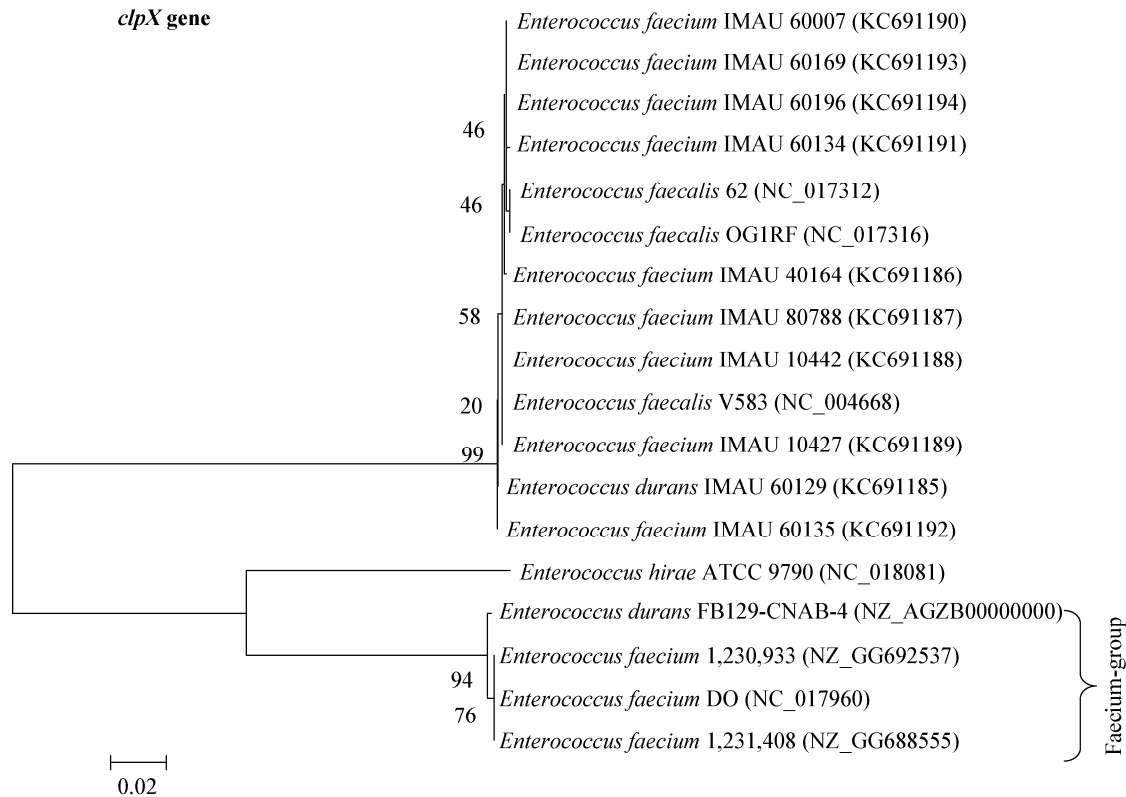 clpX gene
Enterococcus faecium IMAU 60007 (KC691190)
Enterococcus faecium IMAU 60169 (KC691193)
Enterococcus faecium IMAU 60196 (KC691194)
46
Enterococcus faecium IMAU 60134 (KC691191)
Enterococcus faecalis 62 (NC_017312)
46
Enterococcus faecalis OG1RF (NC_017316)
Enterococcus faecium IMAU 40164 (KC691186)
58
Enterococcus faecium IMAU 80788 (KC691187)
Enterococcus faecium IMAU 10442 (KC691188)
20
Enterococcus faecalis V583 (NC_004668)
Enterococcus faecium IMAU 10427 (KC691189)
99
Enterococcus durans IMAU 60129 (KC691185)
Enterococcus faecium IMAU 60135 (KC691192)
Enterococcus hirae ATCC 9790 (NC_018081)
Enterococcus durans FB129-CNAB-4 (NZ_AGZB00000000)
Enterococcus faecium 1,230,933 (NZ_GG692537)
94
Enterococcus faecium DO (NC_017960)
76
Enterococcus faecium 1,231,408 (NZ_GG688555)
Faecium-group
0.02